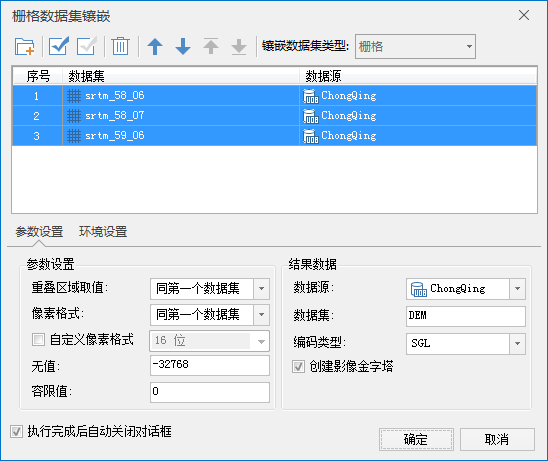 栅格数据集镶嵌
镶嵌数据集类型: 栅格
序号 数据集 数据源
1 srtm_58_06 ChongQing
2 srtm_58_07 ChongQing
3 srtm_59_06 ChongQing
参数设置 环境设置
参数设置
重叠区域取值: 同第一个数据集
像素格式: 同第一个数据集
自定义像素格式 16 位
无值: -32768
容限值: 0
结果数据
数据源: ChongQing
数据集: DEM
编码类型: SGL
创建影像金字塔
执行完成后自动关闭对话框
确定 取消